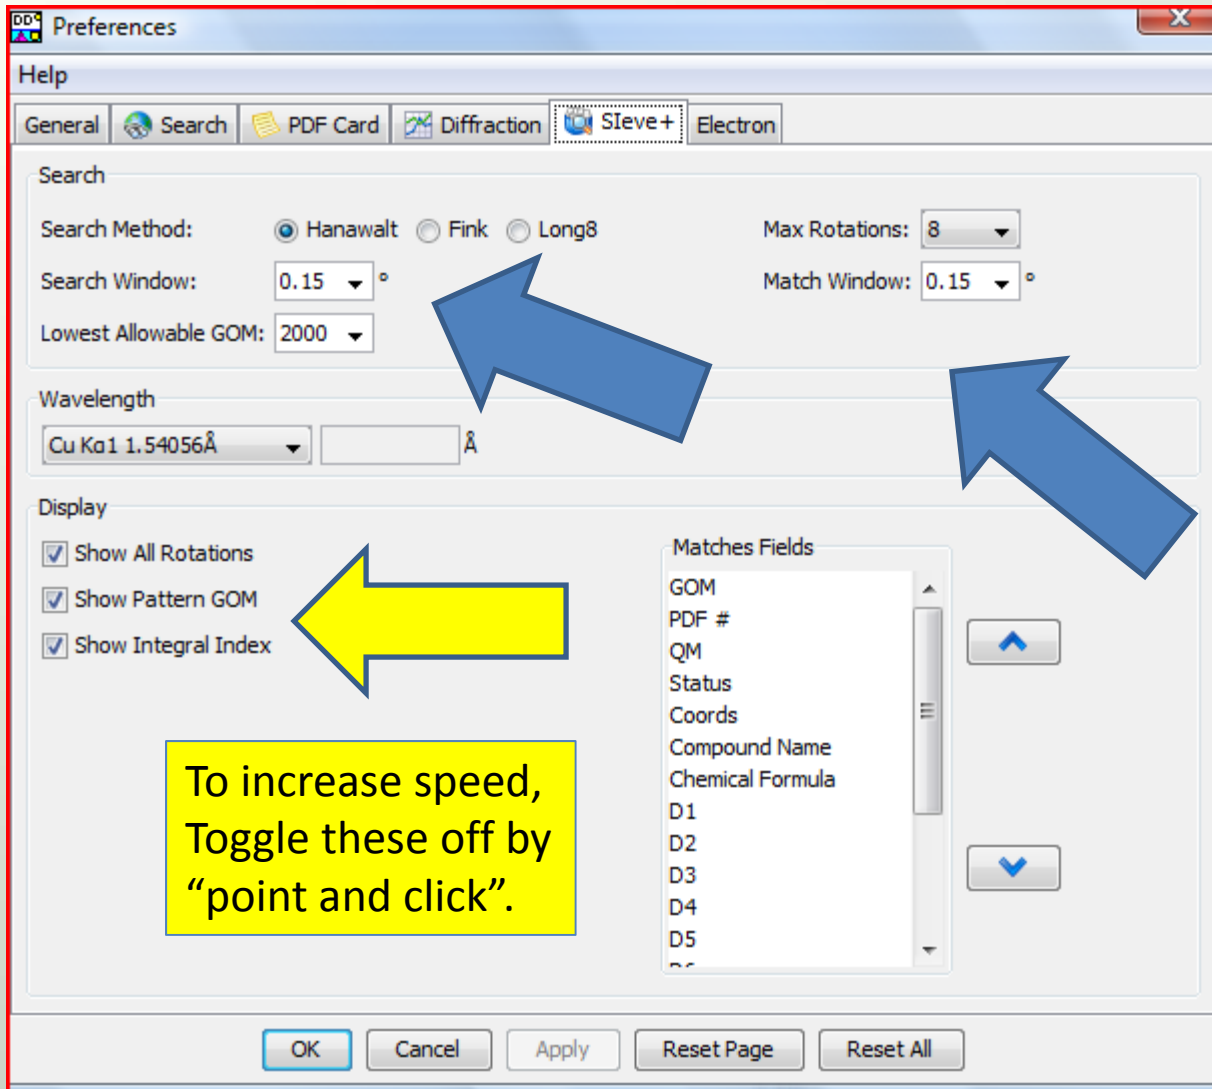 Preferences
Help
General Search PDF Card Diffraction SIeve+ Electron
Search
Search Method: Hanawalt Fink Long8 Max Rotations: 8
Search Window: 0.15 ° Match Window: 0.15 °
Lowest Allowable GOM: 2000
Wavelength
Cu Kα1 1.54056Å Å
Display
Show All Rotations
Show Pattern GOM
Show Integral Index
Matches Fields
GOM
PDF #
QM
Status
Coords
Compound Name
Chemical Formula
D1
D2
D3
D4
D5
To increase speed,
Toggle these off by
“point and click”.
OK Cancel Apply Reset Page Reset All